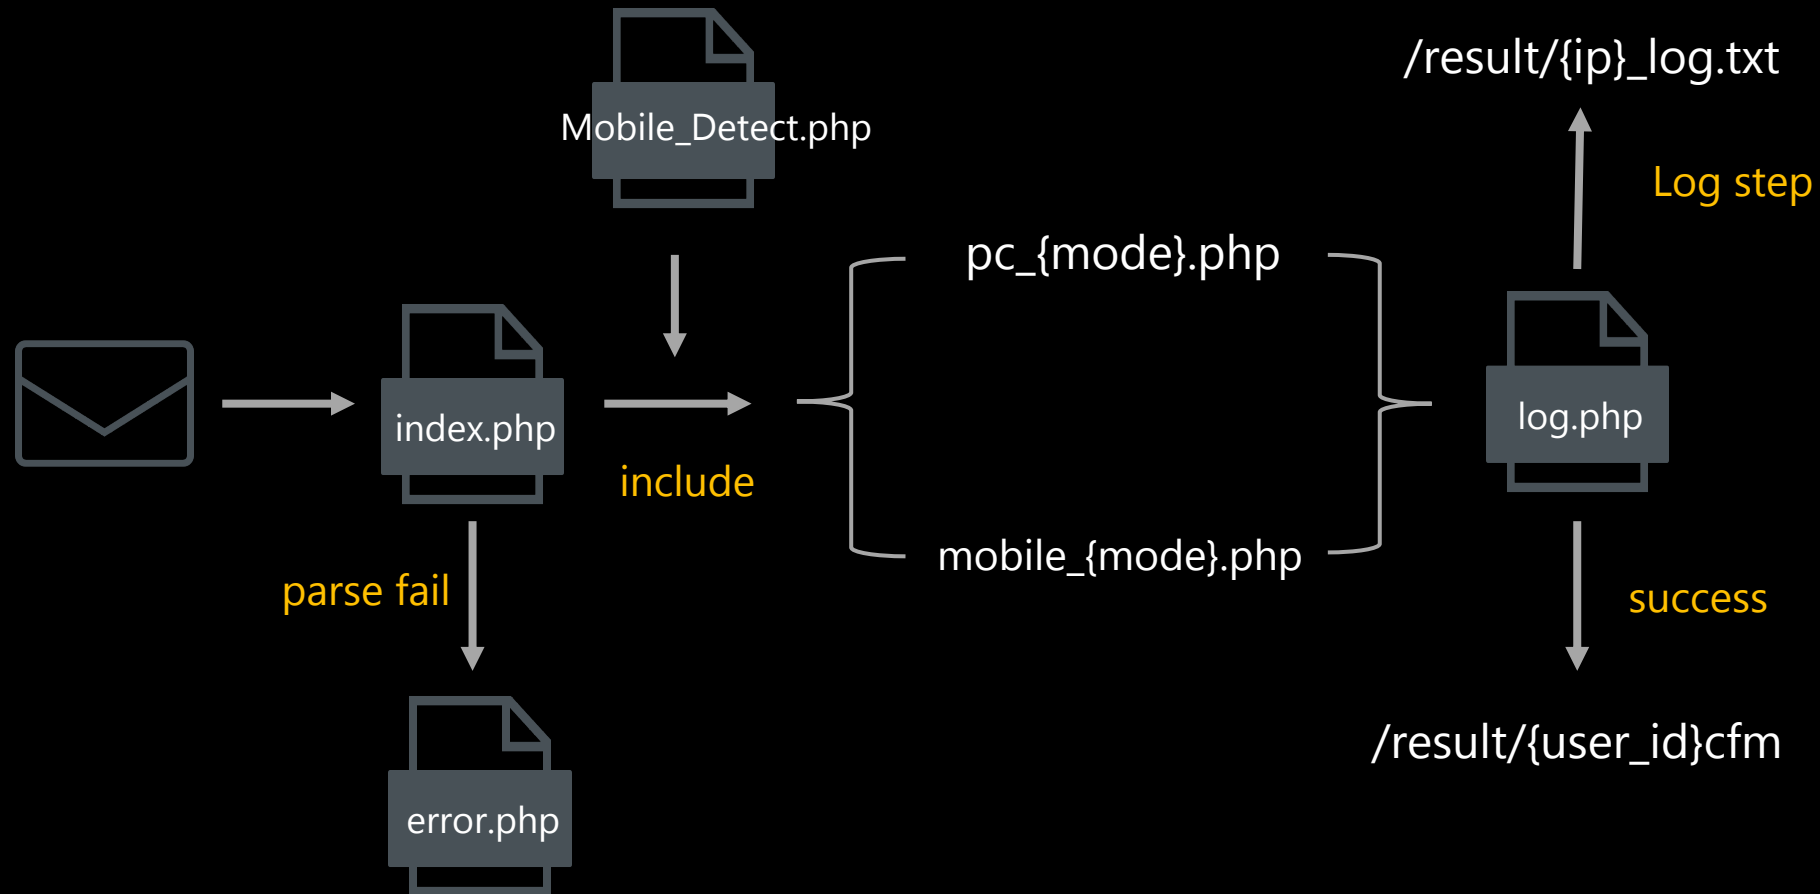 Mobile_Detect.php
/result/{ip}_log.txt
Log step
pc_{mode}.php
index.php
include
log.php
mobile_{mode}.php
parse fail
success
/result/{user_id}cfm
error.php